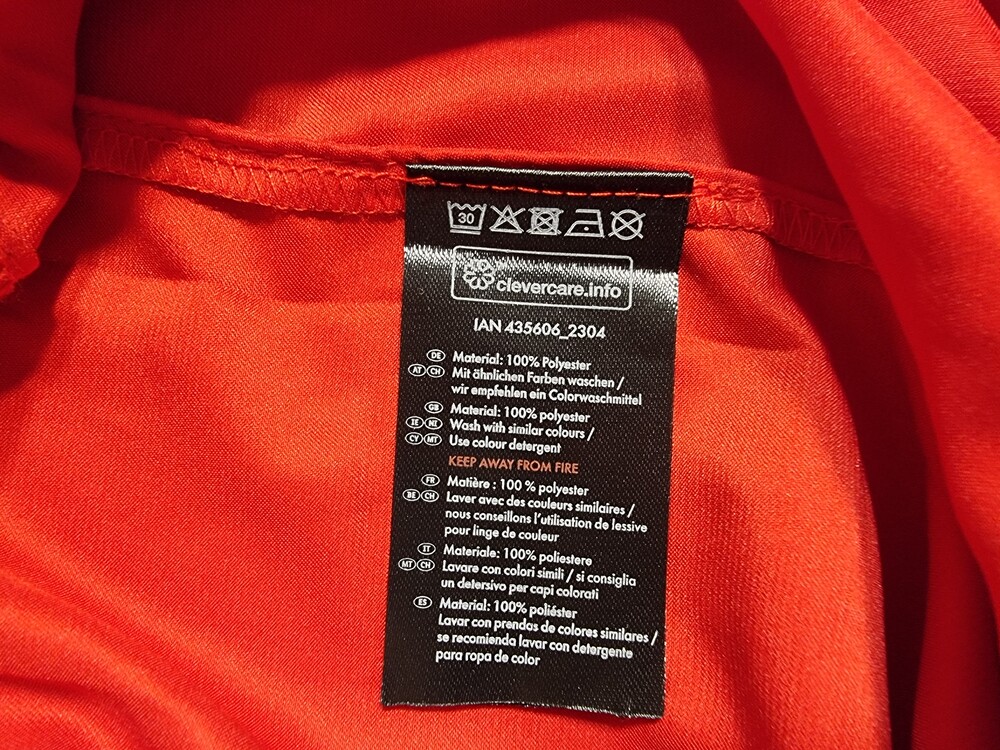 30
clevercare.info
IAN 435606_2304
DE Material: 100% Polyester
AT CH Mit ähnlichen Farben waschen /
wir empfehlen ein Colorwaschmittel
GB Material: 100% polyester
IE NI Wash with similar colours /
CY MT Use colour detergent
KEEP AWAY FROM FIRE
FR Matière : 100 % polyester
BE CH Laver avec des couleurs similaires /
nous conseillons l'utilisation de lessive
pour linge de couleur
IT Materiale: 100% poliestere
MT CH Lavare con colori simili / si consiglia
un detersivo per capi colorati
ES Material: 100% poliéster
Lavar con prendas de colores similares /
se recomienda lavar con detergente
para ropa de color